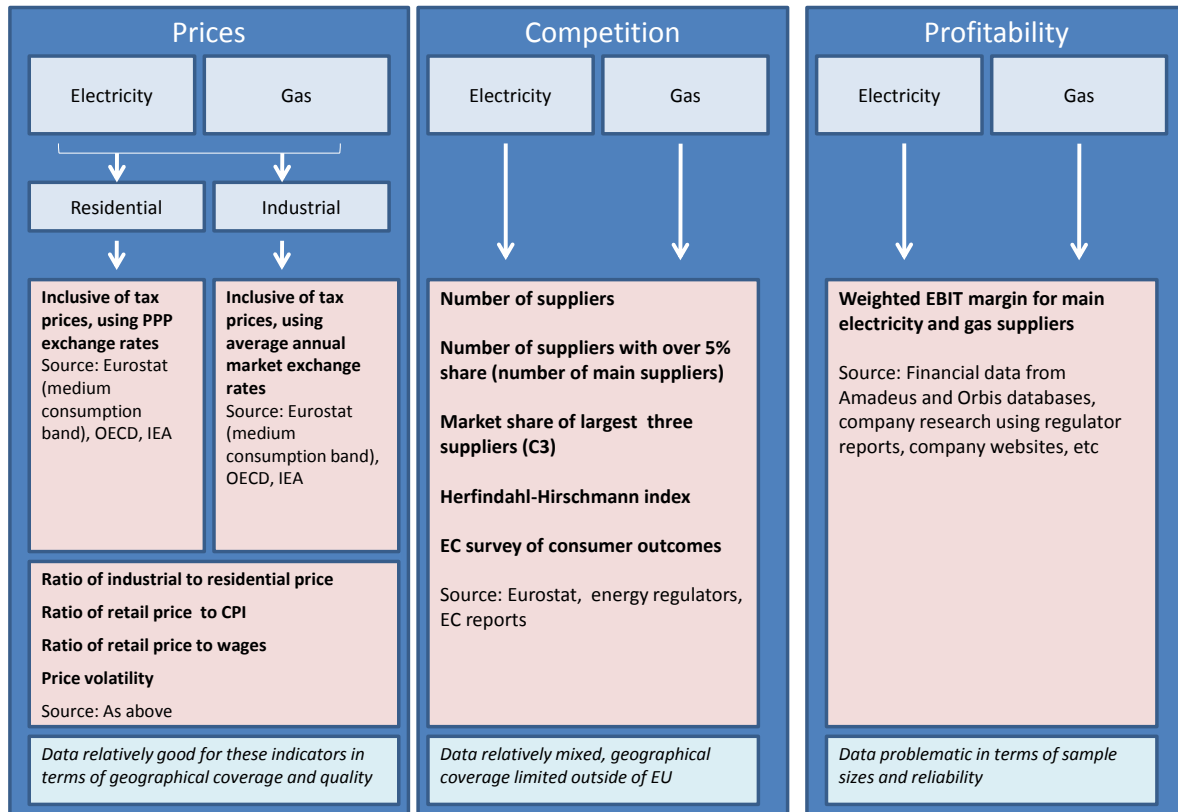 Prices
Electricity
Gas
Residential
Industrial
Inclusive of tax
prices, using PPP
exchange rates
Source: Eurostat
(medium
consumption
band), OECD, IEA
Inclusive of tax
prices, using
average annual
market exchange
rates
Source: Eurostat
(medium
consumption band),
OECD, IEA
Ratio of industrial to residential price
Ratio of retail price to CPI
Ratio of retail price to wages
Price volatility
Source: As above
Data relatively good for these indicators in
terms of geographical coverage and quality
Competition
Electricity
Gas
Number of suppliers
Number of suppliers with over 5%
share (number of main suppliers)
Market share of largest three
suppliers (C3)
Herfindahl-Hirschmann index
EC survey of consumer outcomes
Source: Eurostat, energy regulators,
EC reports
Data relatively mixed, geographical
coverage limited outside of EU
Profitability
Electricity
Gas
Weighted EBIT margin for main
electricity and gas suppliers
Source: Financial data from
Amadeus and Orbis databases,
company research using regulator
reports, company websites, etc
Data problematic in terms of sample
sizes and reliability